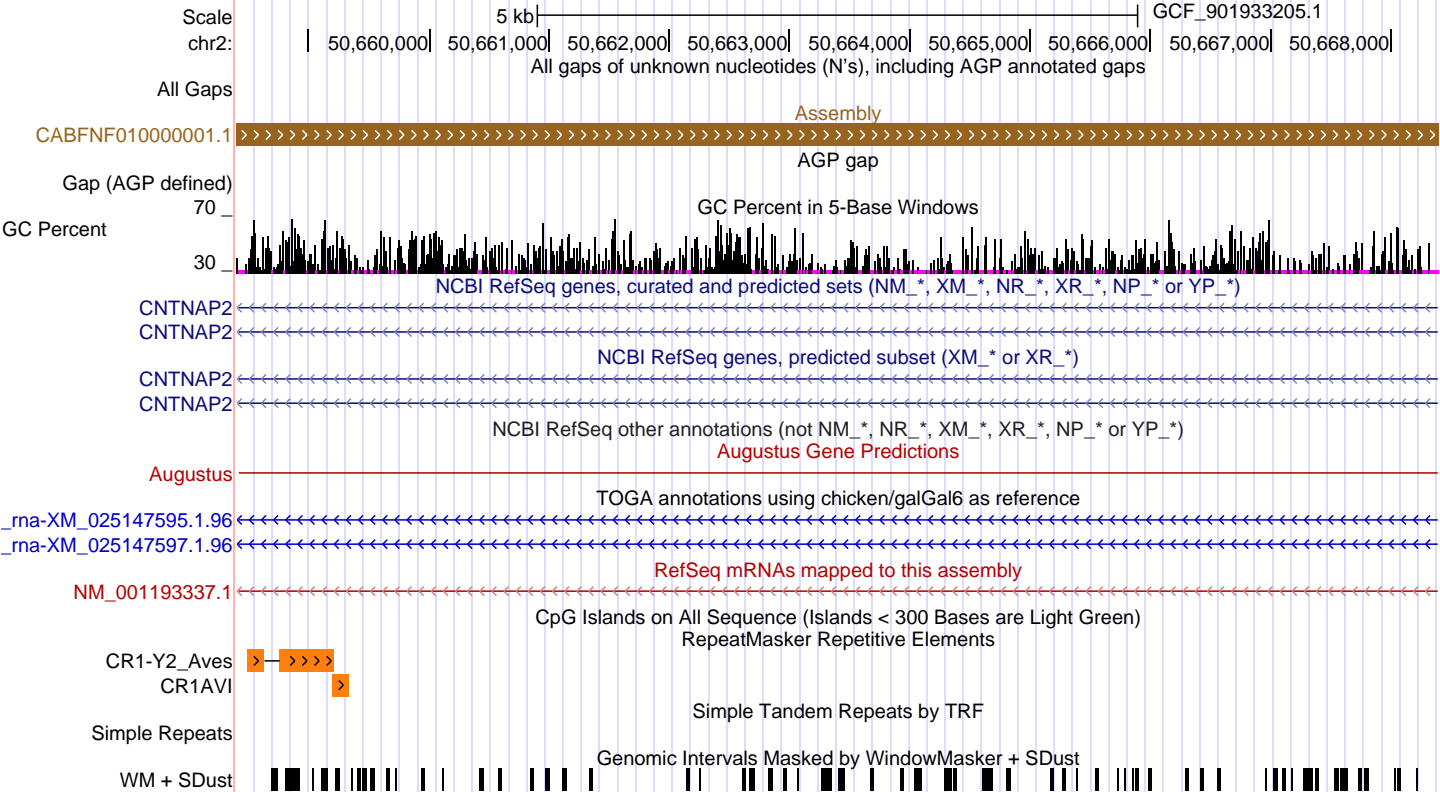 Scale 5 kb GCF_901933205.1
chr2: 50,660,000 50,661,000 50,662,000 50,663,000 50,664,000 50,665,000 50,666,000 50,667,000 50,668,000
All gaps of unknown nucleotides (N's), including AGP annotated gaps
All Gaps
Assembly
CABFNF010000001.1
AGP gap
Gap (AGP defined)
70 _
GC Percent in 5-Base Windows
GC Percent
30 _
NCBI RefSeq genes, curated and predicted sets (NM_*, XM_*, NR_*, XR_*, NP_* or YP_*)
CNTNAP2
CNTNAP2
NCBI RefSeq genes, predicted subset (XM_* or XR_*)
CNTNAP2
CNTNAP2
NCBI RefSeq other annotations (not NM_*, NR_*, XM_*, XR_*, NP_* or YP_*)
Augustus Gene Predictions
Augustus
TOGA annotations using chicken/galGal6 as reference
_rna-XM_025147595.1.96
_rna-XM_025147597.1.96
RefSeq mRNAs mapped to this assembly
NM_001193337.1
CpG Islands on All Sequence (Islands < 300 Bases are Light Green)
RepeatMasker Repetitive Elements
CR1-Y2_Aves
CR1AVI
Simple Tandem Repeats by TRF
Simple Repeats
Genomic Intervals Masked by WindowMasker + SDust
WM + SDust